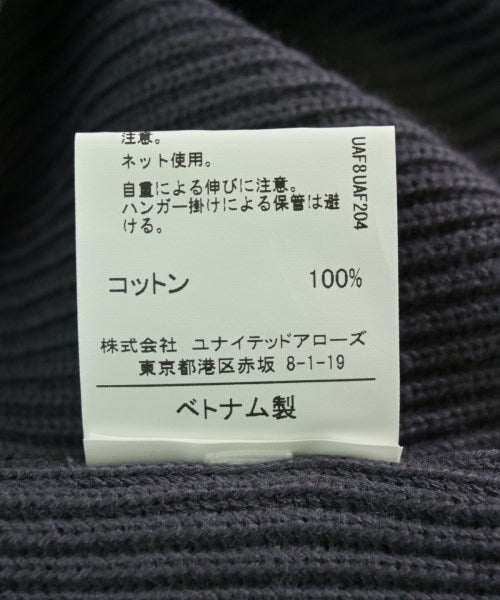 注意。
ネット使用。
自重による伸びに注意。
ハンガー掛けによる保管は避
ける。
コットン 100%
株式会社 ユナイテッドアローズ
東京都港区赤坂 8-1-19
ベトナム製
UAF8UAF204